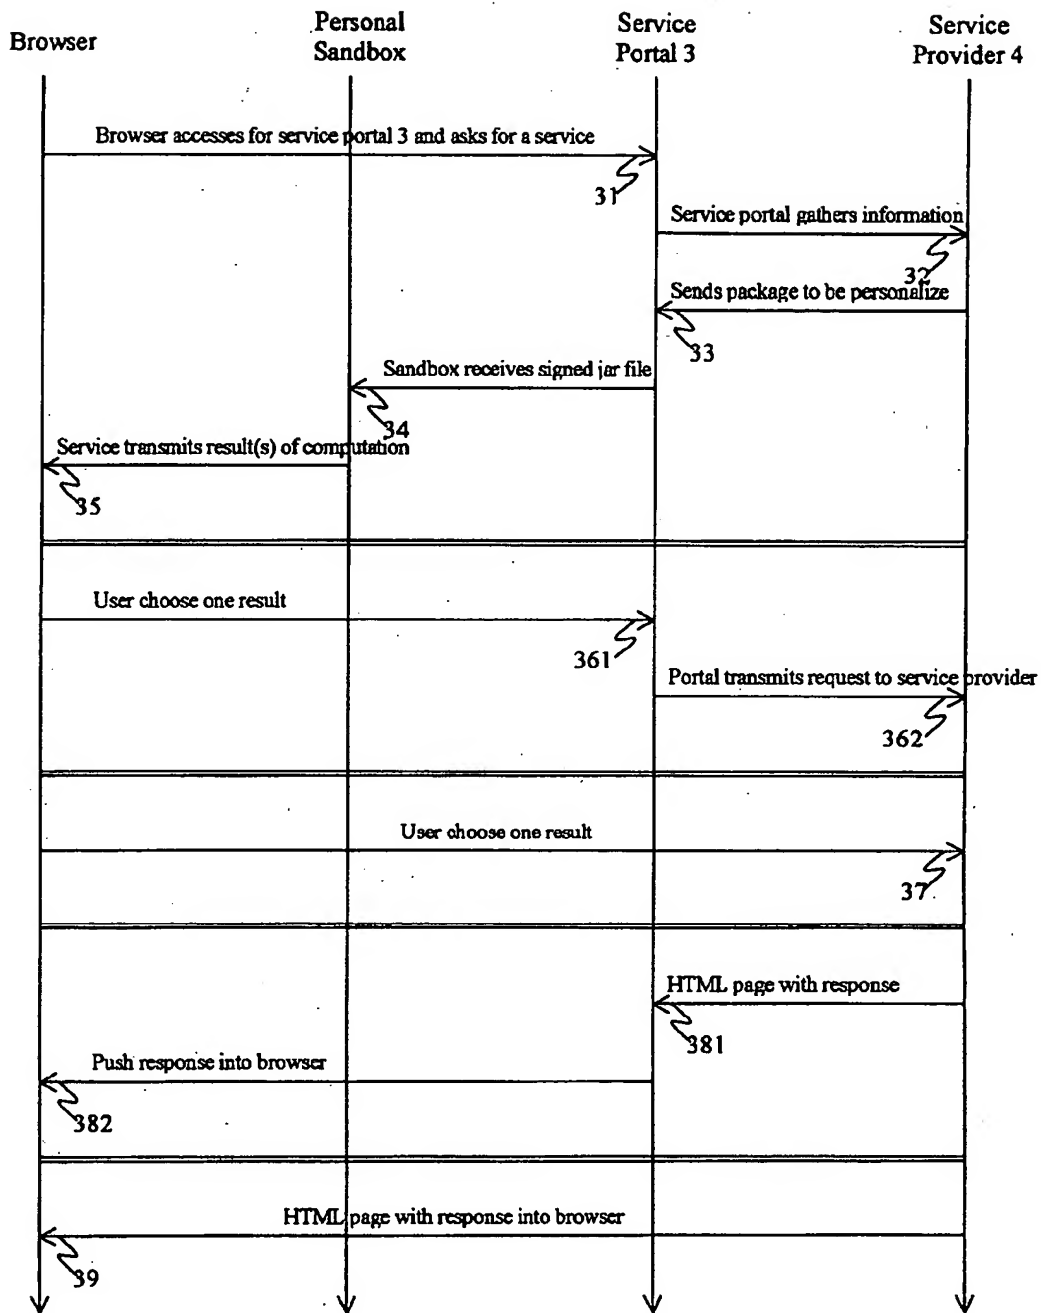 Browser
Personal
Sandbox
Service
Portal 3
Service
Provider 4
Browser accesses for service portal 3 and asks for a service
31
Service portal gathers information
32
Sends package to be personalize
33
Sandbox receives signed jar file
34
Service transmits result(s) of computation
35
User choose one result
361
Portal transmits request to service provider
362
User choose one result
37
HTML page with response
381
Push response into browser
382
HTML page with response into browser
39